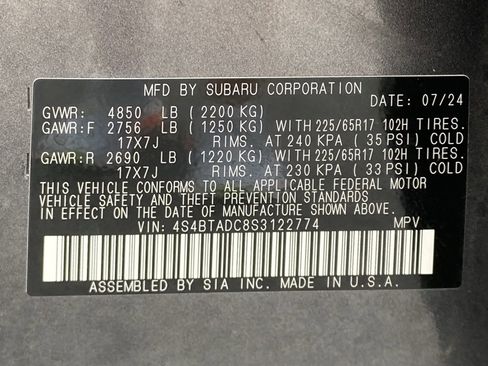 MFD BY SUBARU CORPORATION
GVWR: 4850 LB (2200 KG) DATE: 07/24
GAWR:F 2756 LB (1250 KG) WITH 225/65R17 102H TIRES.
17X7J RIMS. AT 240 KPA (35 PSI) COLD
GAWR:R 2690 LB (1220 KG) WITH 225/65R17 102H TIRES.
17X7J RIMS. AT 230 KPA (33 PSI) COLD
THIS VEHICLE CONFORMS TO ALL APPLICABLE FEDERAL MOTOR
VEHICLE SAFETY AND THEFT PREVENTION STANDARDS
IN EFFECT ON THE DATE OF MANUFACTURE SHOWN ABOVE.
VIN: 4S4BTADC8S3122774 MPV
ASSEMBLED BY SIA INC. MADE IN U.S.A.